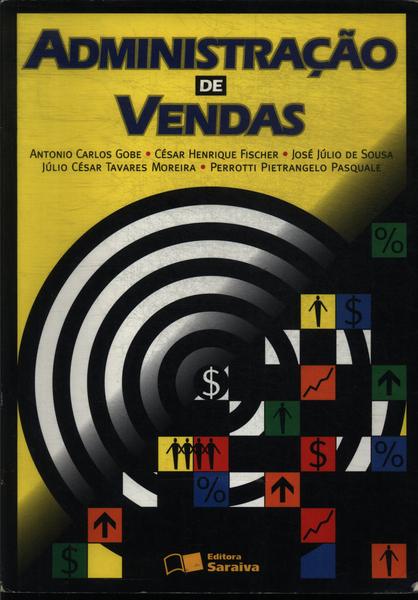 ADMINISTRAÇÃO
DE
VENDAS
ANTONIO CARLOS GOBE • CÉSAR HENRIQUE FISCHER • JOSÉ JÚLIO DE SOUSA
JÚLIO CÉSAR TAVARES MOREIRA • PERROTTI PIETRANGELO PASQUALE
%
$
$
$
%
%
$
Editora
Saraiva